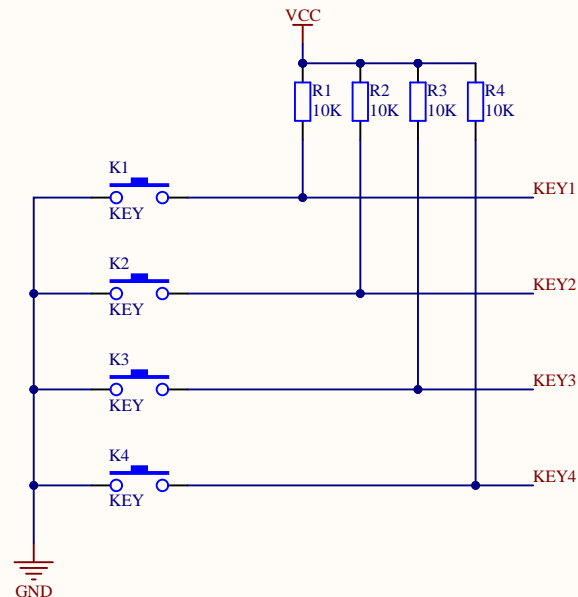 VCC
R1 R2 R3 R4
10K 10K 10K 10K
K1
KEY
KEY1
K2
KEY
KEY2
K3
KEY
KEY3
K4
KEY
KEY4
GND